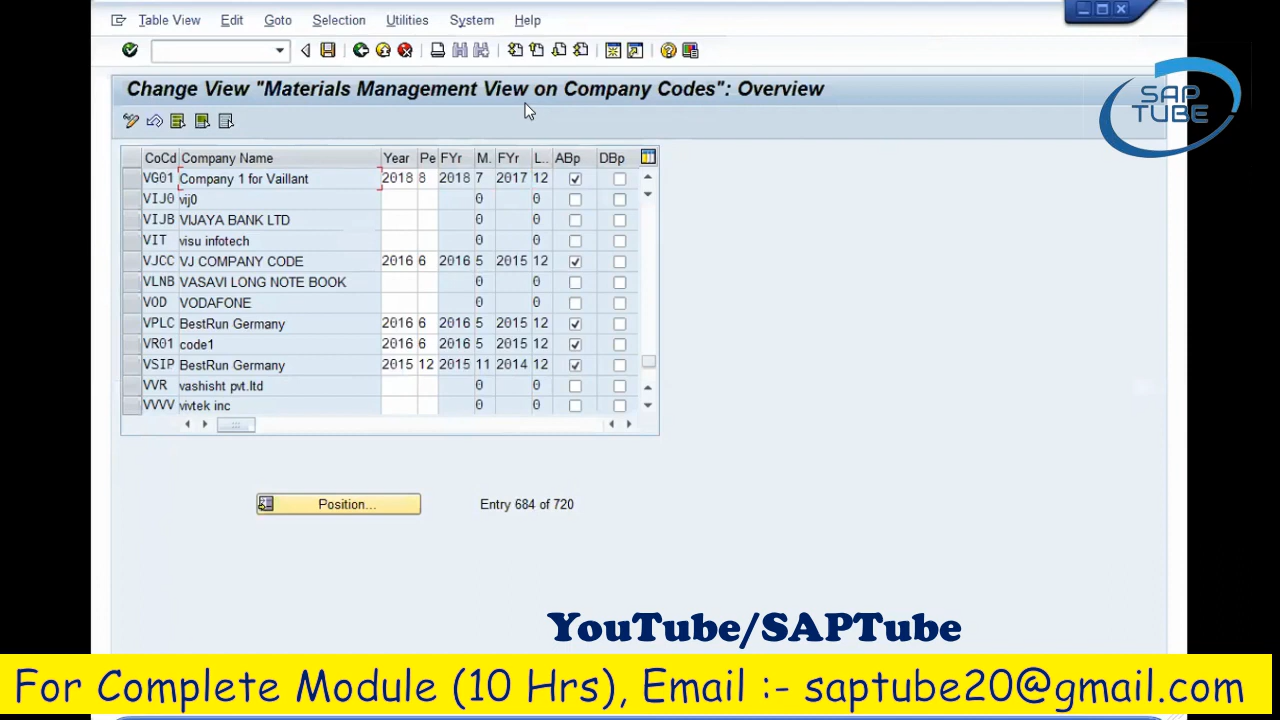 Table View Edit Goto Selection Utilities System Help
Change View "Materials Management View on Company Codes": Overview
SAP
TUBE
CoCd Company Name Year Pe FYr M. FYr L.. ABp DBp
VG01 Company 1 for Vaillant 2018 8 2018 7 2017 12
VIJ0 vij0 0 0
VIJB VIJAYA BANK LTD 0 0
VIT visu infotech 0 0
VJCC VJ COMPANY CODE 2016 6 2016 5 2015 12
VLNB VASAVI LONG NOTE BOOK 0 0
VOD VODAFONE 0 0
VPLC BestRun Germany 2016 6 2016 5 2015 12
VR01 code1 2016 6 2016 5 2015 12
VSIP BestRun Germany 2015 12 2015 11 2014 12
VVR vashisht pvt.ltd 0 0
VVVV vivtek inc 0 0
Position... Entry 684 of 720
YouTube/SAPTube
For Complete Module (10 Hrs), Email :- saptube20@gmail.com